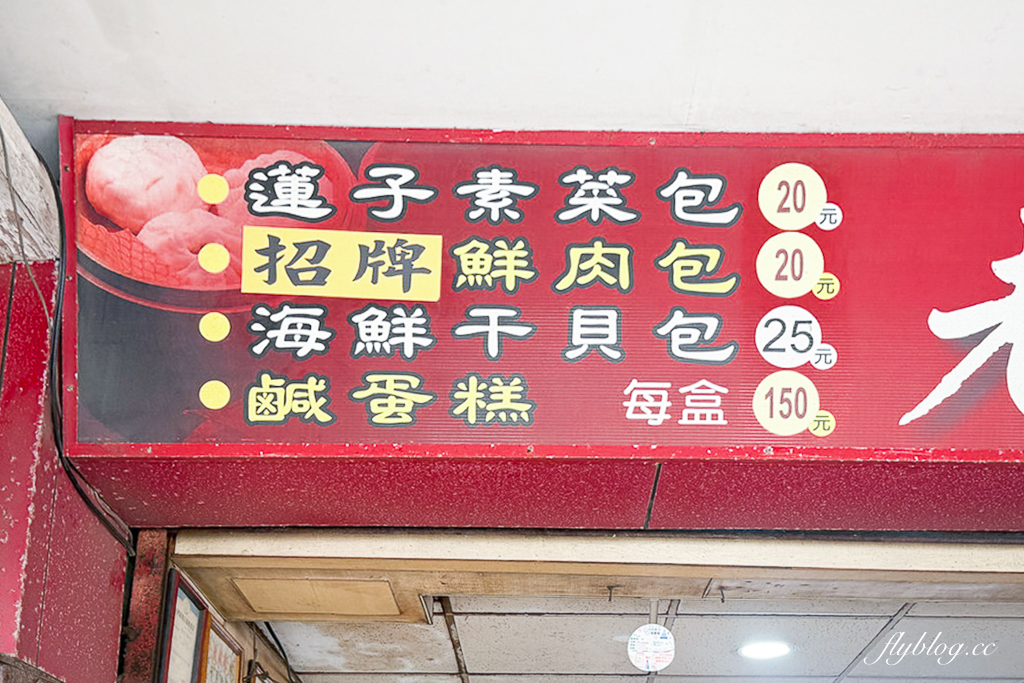 蓮子素菜包 20元
招牌鮮肉包 20元
海鮮干貝包 25元
鹹蛋糕 每盒 150元
flyblog.cc